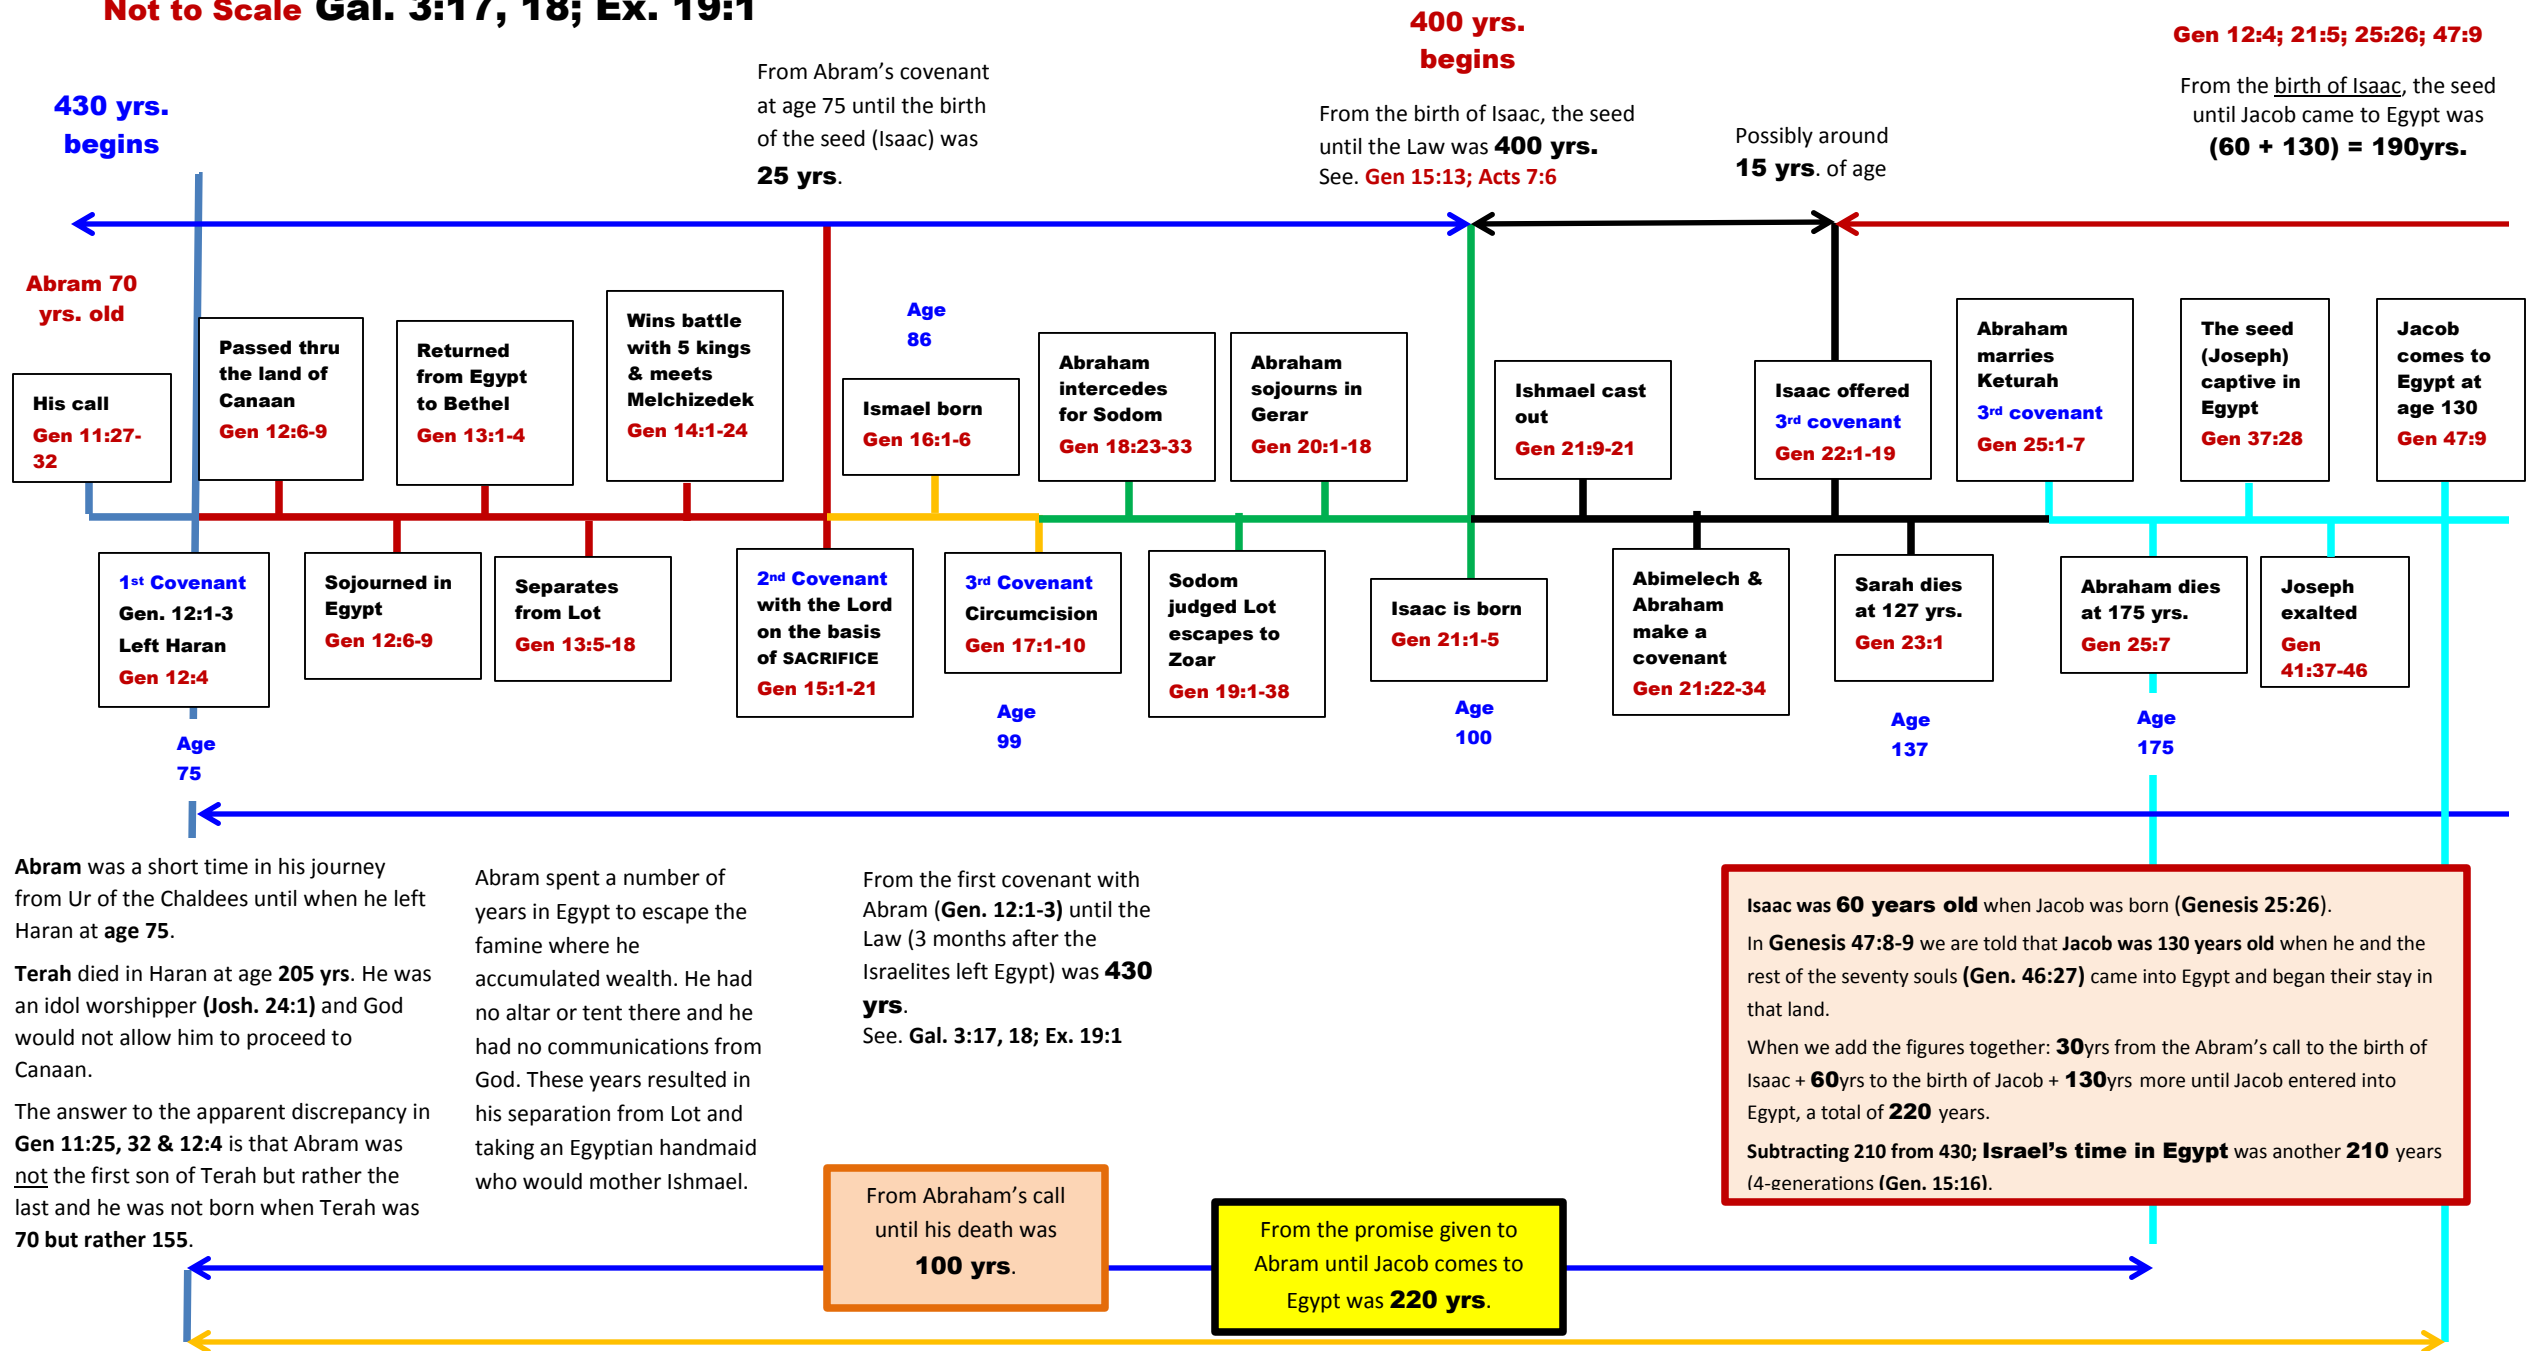 Not to Scale Gal. 3:17, 18; Ex. 19:1
430 yrs.
begins
From Abram’s covenant
at age 75 until the birth
of the seed (Isaac) was
25 yrs.
400 yrs.
begins
From the birth of Isaac, the seed
until the Law was 400 yrs.
See. Gen 15:13; Acts 7:6
Possibly around
15 yrs. of age
Gen 12:4; 21:5; 25:26; 47:9
From the birth of Isaac, the seed
until Jacob came to Egypt was
(60 + 130) = 190yrs.
Abram 70
yrs. old
His call
Gen 11:27-
32
Passed thru
the land of
Canaan
Gen 12:6-9
Returned
from Egypt
to Bethel
Gen 13:1-4
Wins battle
with 5 kings
& meets
Melchizedek
Gen 14:1-24
Age
86
Ismael born
Gen 16:1-6
Abraham
intercedes
for Sodom
Gen 18:23-33
Abraham
sojourns in
Gerar
Gen 20:1-18
Ishmael cast
out
Gen 21:9-21
Isaac offered
3rd covenant
Gen 22:1-19
Abraham
marries
Keturah
3rd covenant
Gen 25:1-7
The seed
(Joseph)
captive in
Egypt
Gen 37:28
Jacob
comes to
Egypt at
age 130
Gen 47:9
1st Covenant
Gen. 12:1-3
Left Haran
Gen 12:4
Age
75
Sojourned in
Egypt
Gen 12:6-9
Separates
from Lot
Gen 13:5-18
2nd Covenant
with the Lord
on the basis
of SACRIFICE
Gen 15:1-21
3rd Covenant
Circumcision
Gen 17:1-10
Age
99
Sodom
judged Lot
escapes to
Zoar
Gen 19:1-38
Isaac is born
Gen 21:1-5
Age
100
Abimelech &
Abraham
make a
covenant
Gen 21:22-34
Sarah dies
at 127 yrs.
Gen 23:1
Age
137
Abraham dies
at 175 yrs.
Gen 25:7
Age
175
Joseph
exalted
Gen
41:37-46
Abram was a short time in his journey
from Ur of the Chaldees until when he left
Haran at age 75.
Terah died in Haran at age 205 yrs. He was
an idol worshipper (Josh. 24:1) and God
would not allow him to proceed to
Canaan.
The answer to the apparent discrepancy in
Gen 11:25, 32 & 12:4 is that Abram was
not the first son of Terah but rather the
last and he was not born when Terah was
70 but rather 155.
Abram spent a number of
years in Egypt to escape the
famine where he
accumulated wealth. He had
no altar or tent there and he
had no communications from
God. These years resulted in
his separation from Lot and
taking an Egyptian handmaid
who would mother Ishmael.
From the first covenant with
Abram (Gen. 12:1-3) until the
Law (3 months after the
Israelites left Egypt) was 430
yrs.
See. Gal. 3:17, 18; Ex. 19:1
From Abraham’s call
until his death was
100 yrs.
From the promise given to
Abram until Jacob comes to
Egypt was 220 yrs.
Isaac was 60 years old when Jacob was born (Genesis 25:26).
In Genesis 47:8-9 we are told that Jacob was 130 years old when he and the
rest of the seventy souls (Gen. 46:27) came into Egypt and began their stay in
that land.
When we add the figures together: 30yrs from the Abram’s call to the birth of
Isaac + 60yrs to the birth of Jacob + 130yrs more until Jacob entered into
Egypt, a total of 220 years.
Subtracting 210 from 430; Israel’s time in Egypt was another 210 years
(4-generations (Gen. 15:16).